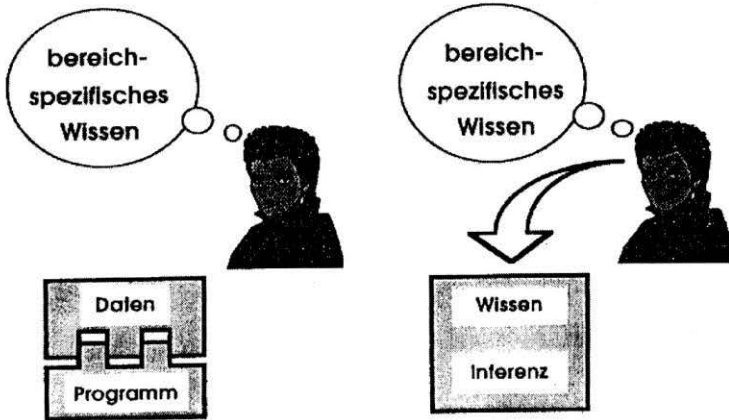 bereich-
spezifisches
Wissen
Daten
Programm
bereich-
spezifisches
Wissen
Wissen
Inferenz